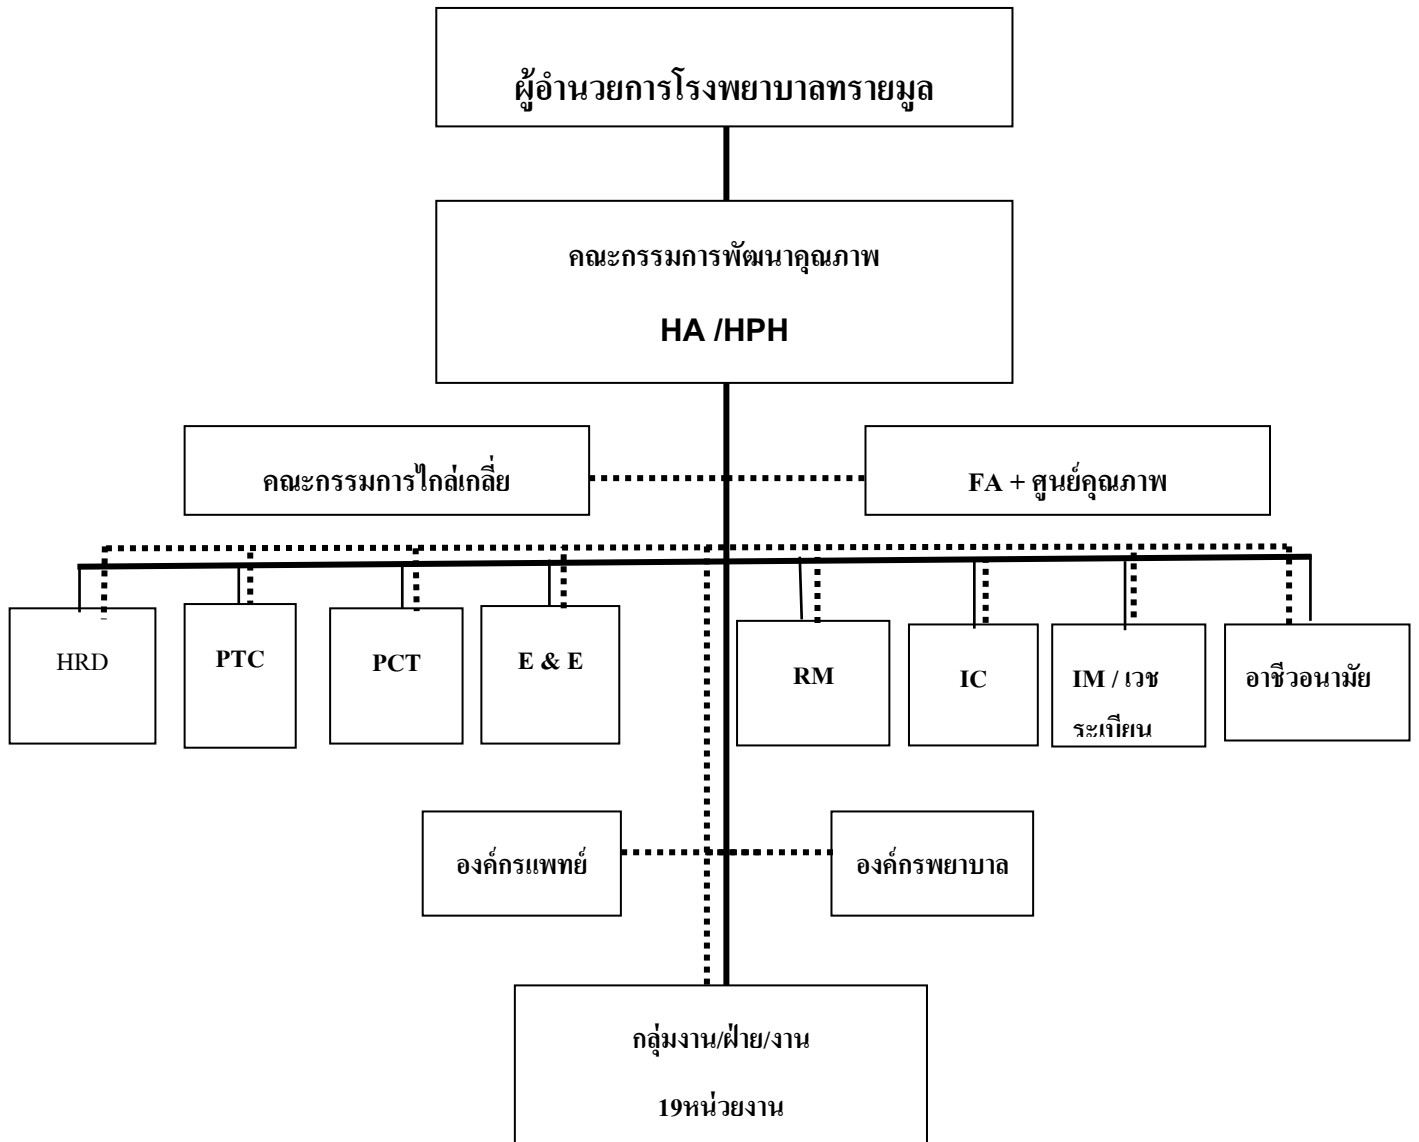 ผู้อำนวยการโรงพยาบาลทรายมูล
คณะกรรมการพัฒนาคุณภาพ
HA /HPH
คณะกรรมการไกล่เกลี่ย
FA + ศูนย์คุณภาพ
HRD
PTC
PCT
E & E
RM
IC
IM / เวช
ระเบียน
อาชีวอนามัย
องค์กรแพทย์
องค์กรพยาบาล
กลุ่มงาน/ฝ่าย/งาน
19หน่วยงาน